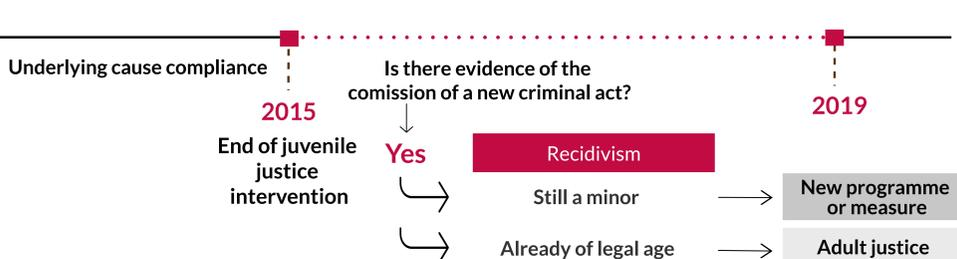 Underlying cause compliance
Is there evidence of the
comission of a new criminal act?
2015
2019
End of juvenile
justice
intervention
Yes
Recidivism
Still a minor
New programme
or measure
Already of legal age
Adult justice